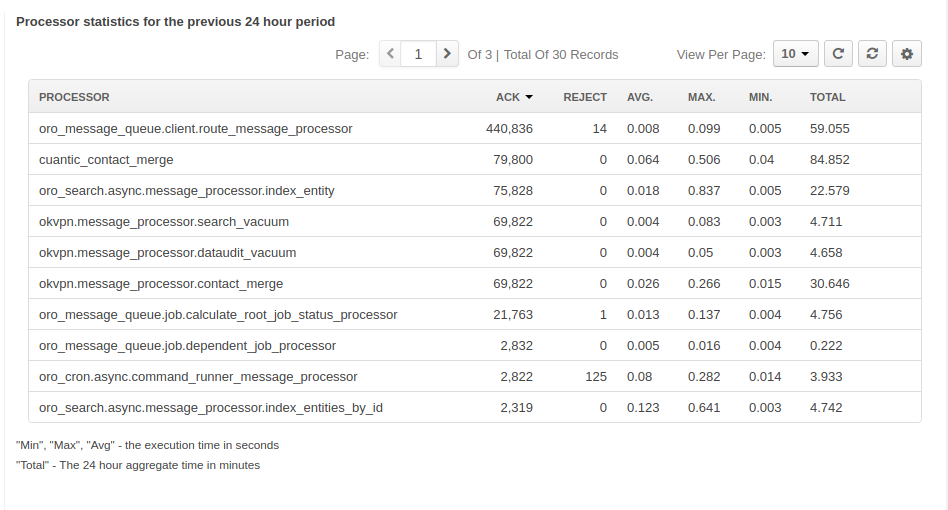 Processor statistics for the previous 24 hour period
Page: 1 Of 3 | Total Of 30 Records View Per Page: 10
PROCESSOR ACK REJECT AVG. MAX. MIN. TOTAL
oro_message_queue.client.route_message_processor 440,836 14 0.008 0.099 0.005 59.055
cuantic_contact_merge 79,800 0 0.064 0.506 0.04 84.852
oro_search.async.message_processor.index_entity 75,828 0 0.018 0.837 0.005 22.579
okvpn.message_processor.search_vacuum 69,822 0 0.004 0.083 0.003 4.711
okvpn.message_processor.dataudit_vacuum 69,822 0 0.004 0.05 0.003 4.658
okvpn.message_processor.contact_merge 69,822 0 0.026 0.266 0.015 30.646
oro_message_queue.job.calculate_root_job_status_processor 21,763 1 0.013 0.137 0.004 4.756
oro_message_queue.job.dependent_job_processor 2,832 0 0.005 0.016 0.004 0.222
oro_cron.async.command_runner_message_processor 2,822 125 0.08 0.282 0.014 3.933
oro_search.async.message_processor.index_entities_by_id 2,319 0 0.123 0.641 0.003 4.742
"Min", "Max", "Avg" - the execution time in seconds
"Total" - The 24 hour aggregate time in minutes